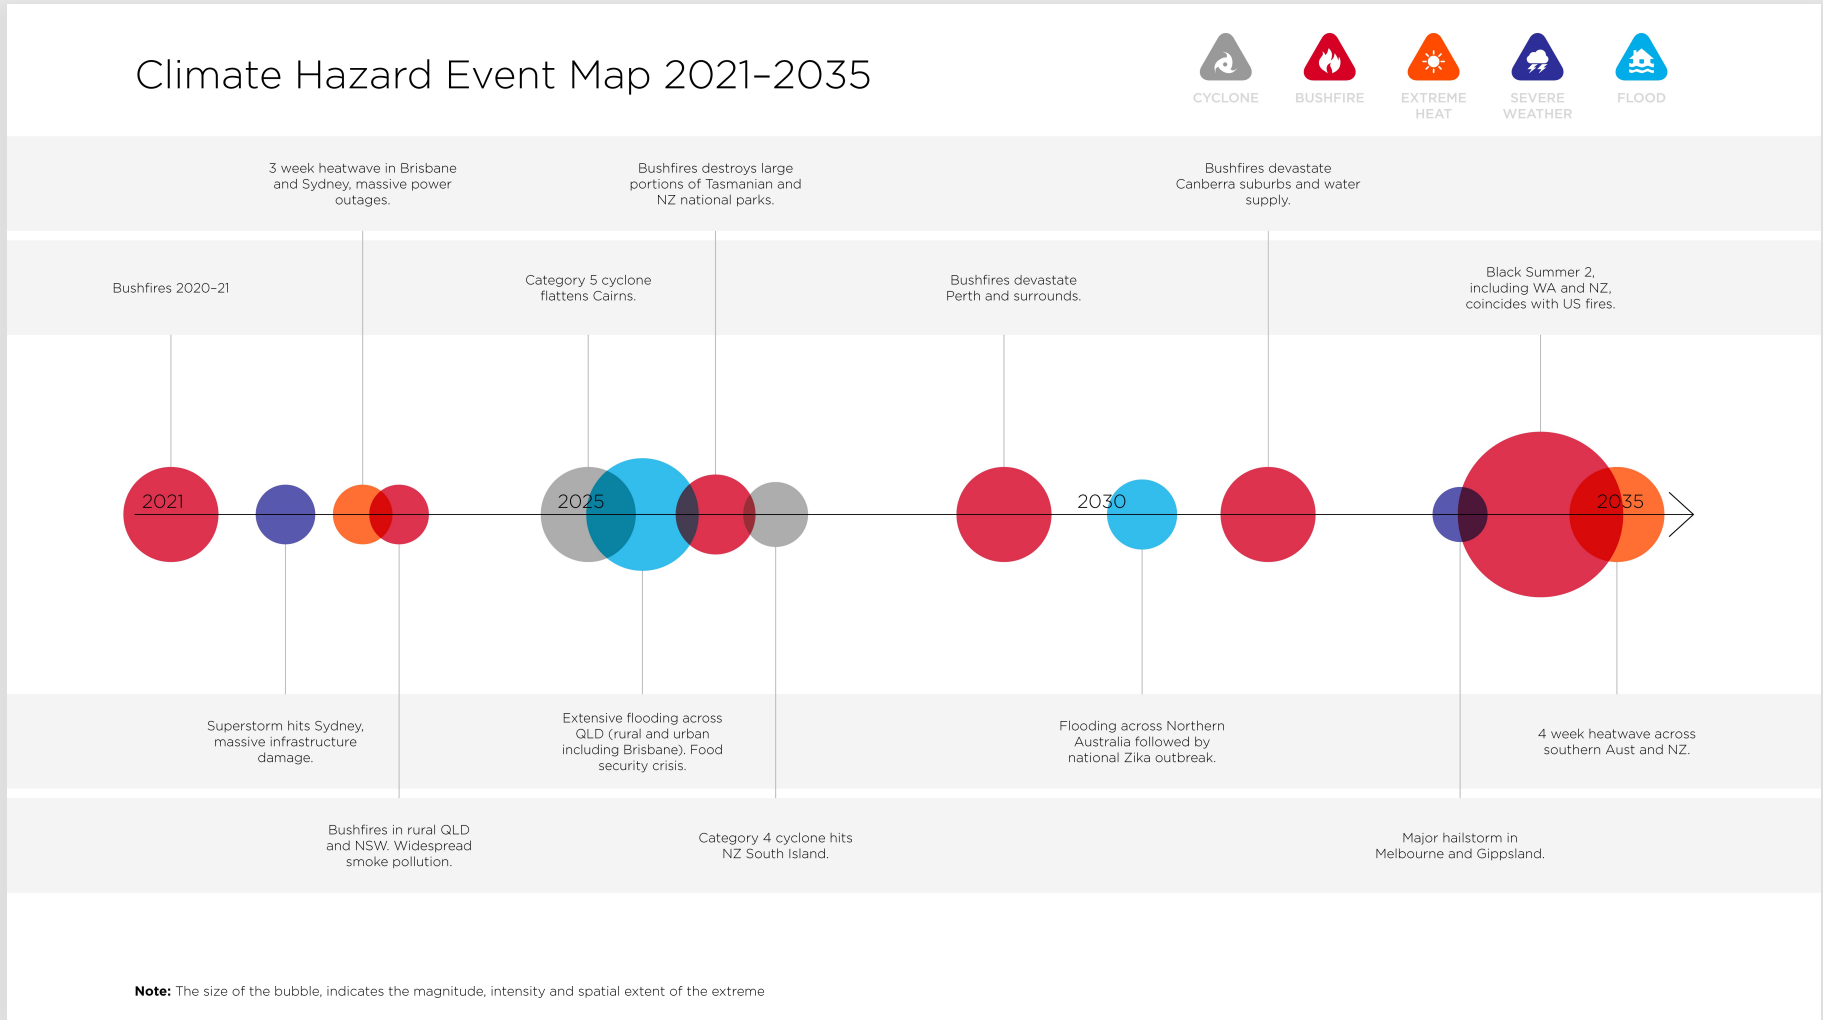 Climate Hazard Event Map 2021–2035
CYCLONE
BUSHFIRE
EXTREME
HEAT
SEVERE
WEATHER
FLOOD
3 week heatwave in Brisbane
and Sydney, massive power
outages.
Bushfires destroys large
portions of Tasmanian and
NZ national parks.
Bushfires devastate
Canberra suburbs and water
supply.
Bushfires 2020–21
Category 5 cyclone
flattens Cairns.
Bushfires devastate
Perth and surrounds.
Black Summer 2,
including WA and NZ,
coincides with US fires.
2021
2025
2030
2035
Superstorm hits Sydney,
massive infrastructure
damage.
Extensive flooding across
QLD (rural and urban
including Brisbane). Food
security crisis.
Flooding across Northern
Australia followed by
national Zika outbreak.
4 week heatwave across
southern Aust and NZ.
Bushfires in rural QLD
and NSW. Widespread
smoke pollution.
Category 4 cyclone hits
NZ South Island.
Major hailstorm in
Melbourne and Gippsland.
Note: The size of the bubble, indicates the magnitude, intensity and spatial extent of the extreme